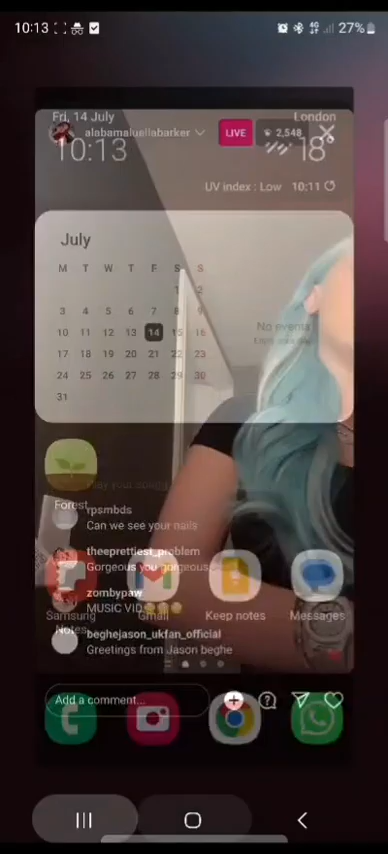 10:13
27%
Fri, 14 July
London
alabamaluellabarker
LIVE
2,548
10:13
18°
UV index : Low 10:11
July
M T W T F S S
1 2
3 4 5 6 7 8 9
10 11 12 13 14 15 16
17 18 19 20 21 22 23
24 25 26 27 28 29 30
31
No events
Forest
rpsmbds
Can we see your nails
theeprettiest_problem
Gorgeous you gorgeous
zombypaw
MUSIC VID
Samsung
Notes
Gmail
Keep notes
Messages
beghejason_ukfan_official
Greetings from Jason beghe
Add a comment...